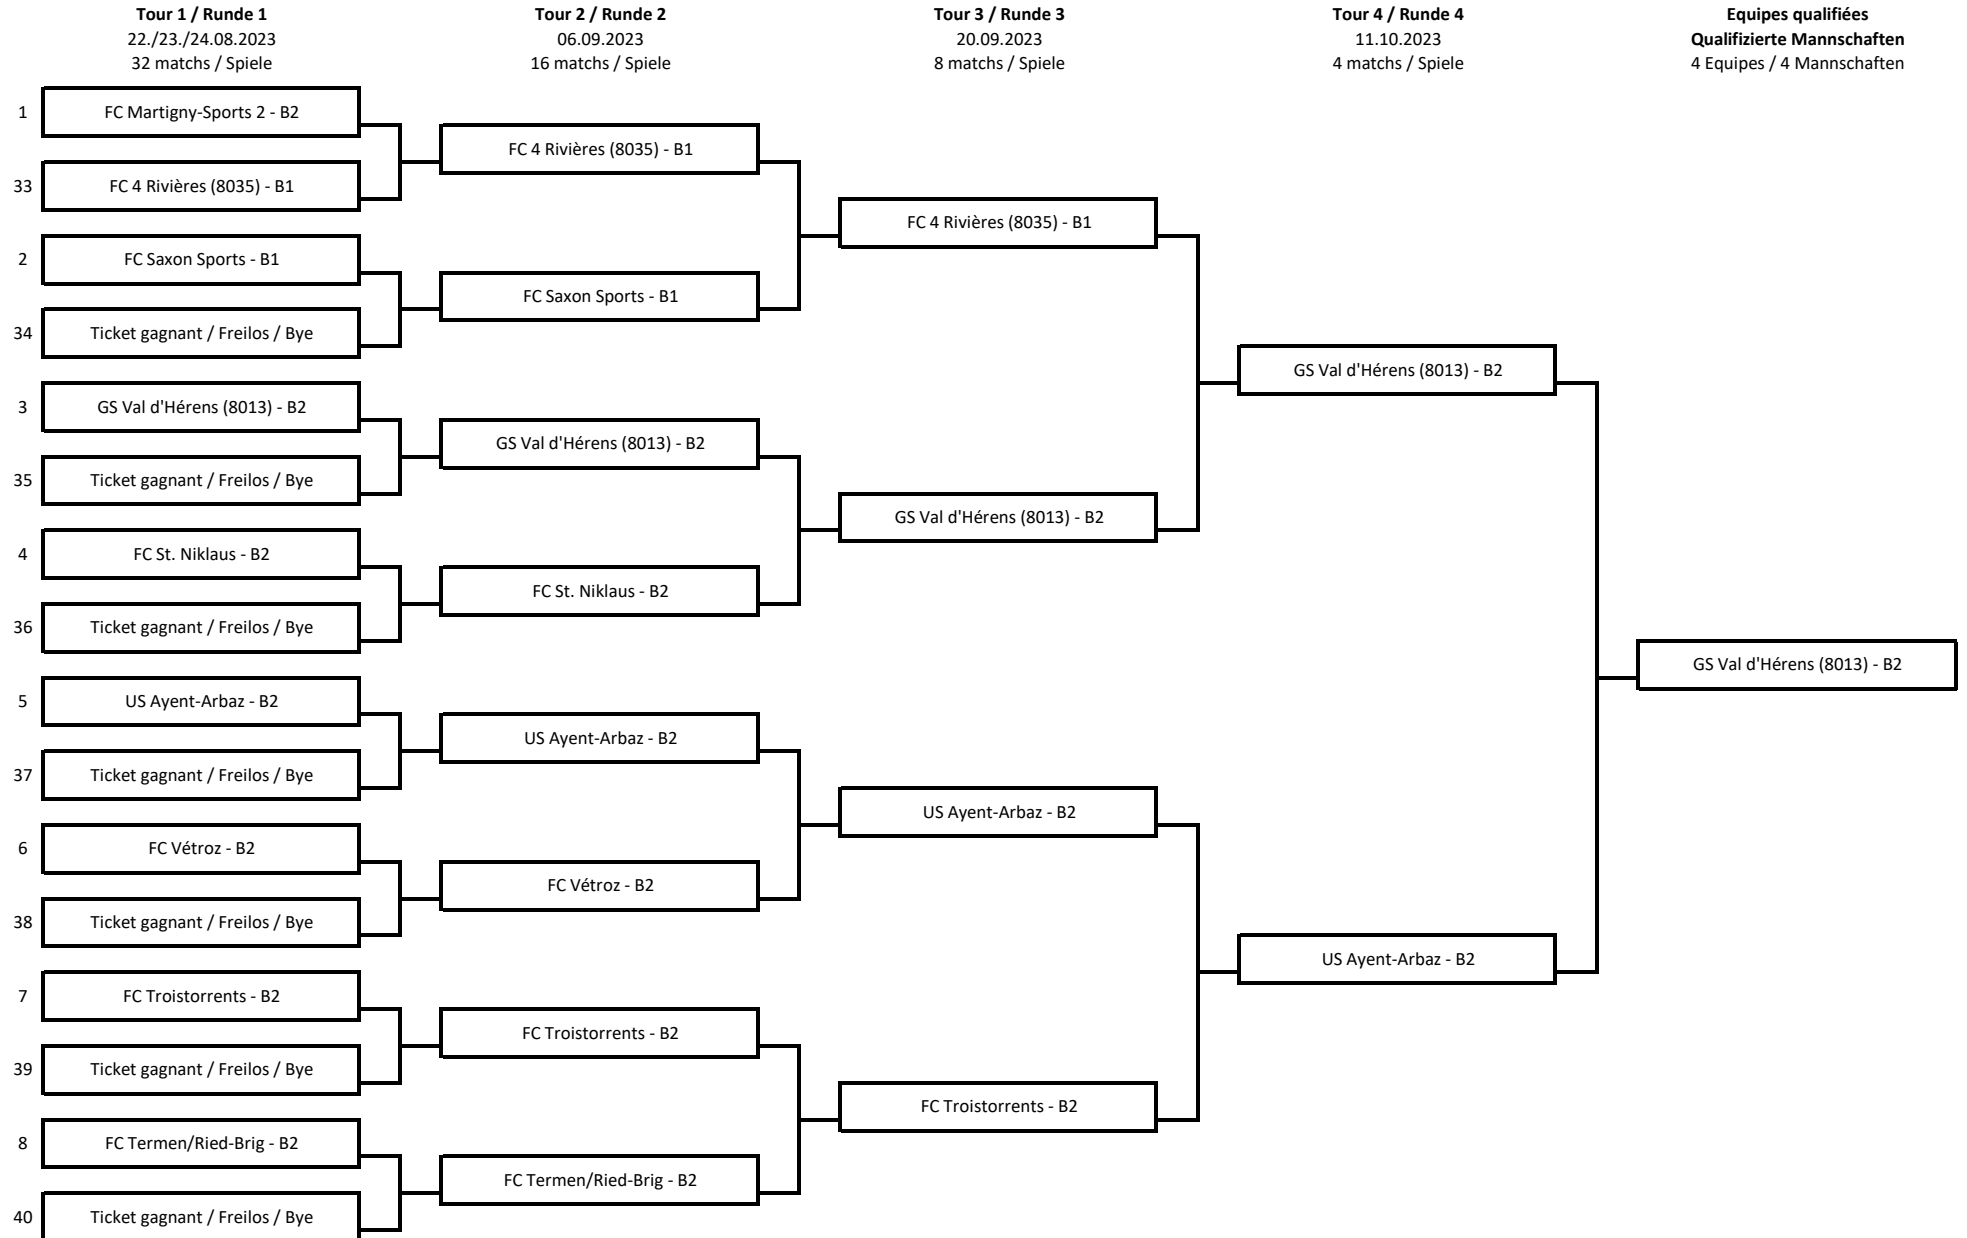 Tour 1 / Runde 1
22./23./24.08.2023
32 matchs / Spiele
Tour 2 / Runde 2
06.09.2023
16 matchs / Spiele
Tour 3 / Runde 3
20.09.2023
8 matchs / Spiele
Tour 4 / Runde 4
11.10.2023
4 matchs / Spiele
Equipes qualifiées
Qualifizierte Mannschaften
4 Equipes / 4 Mannschaften
1 FC Martigny-Sports 2 - B2
33 FC 4 Rivières (8035) - B1
2 FC Saxon Sports - B1
34 Ticket gagnant / Freilos / Bye
3 GS Val d'Hérens (8013) - B2
35 Ticket gagnant / Freilos / Bye
4 FC St. Niklaus - B2
36 Ticket gagnant / Freilos / Bye
5 US Ayent-Arbaz - B2
37 Ticket gagnant / Freilos / Bye
6 FC Vétroz - B2
38 Ticket gagnant / Freilos / Bye
7 FC Troistorrents - B2
39 Ticket gagnant / Freilos / Bye
8 FC Termen/Ried-Brig - B2
40 Ticket gagnant / Freilos / Bye
FC 4 Rivières (8035) - B1
FC Saxon Sports - B1
GS Val d'Hérens (8013) - B2
FC St. Niklaus - B2
US Ayent-Arbaz - B2
FC Vétroz - B2
FC Troistorrents - B2
FC Termen/Ried-Brig - B2
FC 4 Rivières (8035) - B1
GS Val d'Hérens (8013) - B2
US Ayent-Arbaz - B2
FC Troistorrents - B2
GS Val d'Hérens (8013) - B2
US Ayent-Arbaz - B2
GS Val d'Hérens (8013) - B2